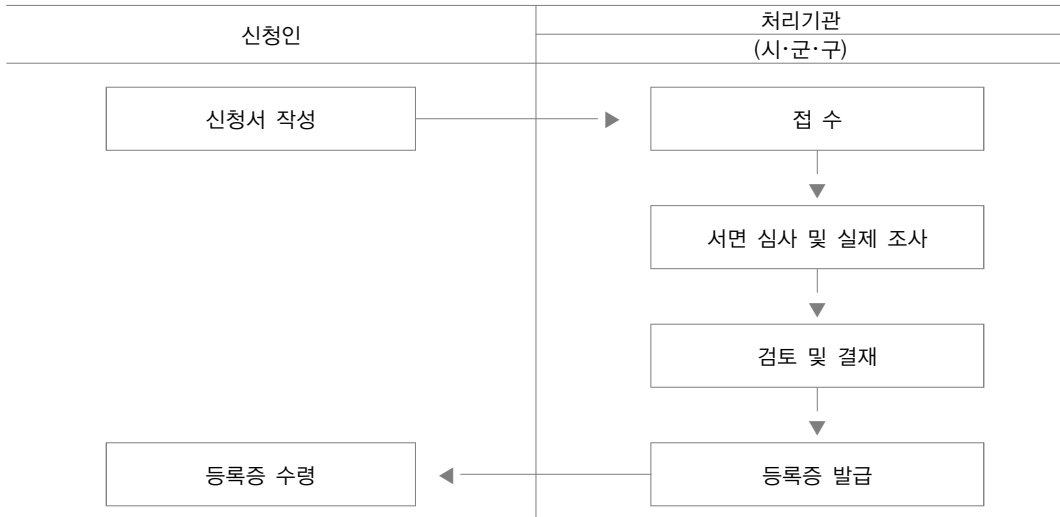 신청인
처리기관
(시·군·구)
신청서 작성
접 수
서면 심사 및 실제 조사
검토 및 결재
등록증 수령
등록증 발급